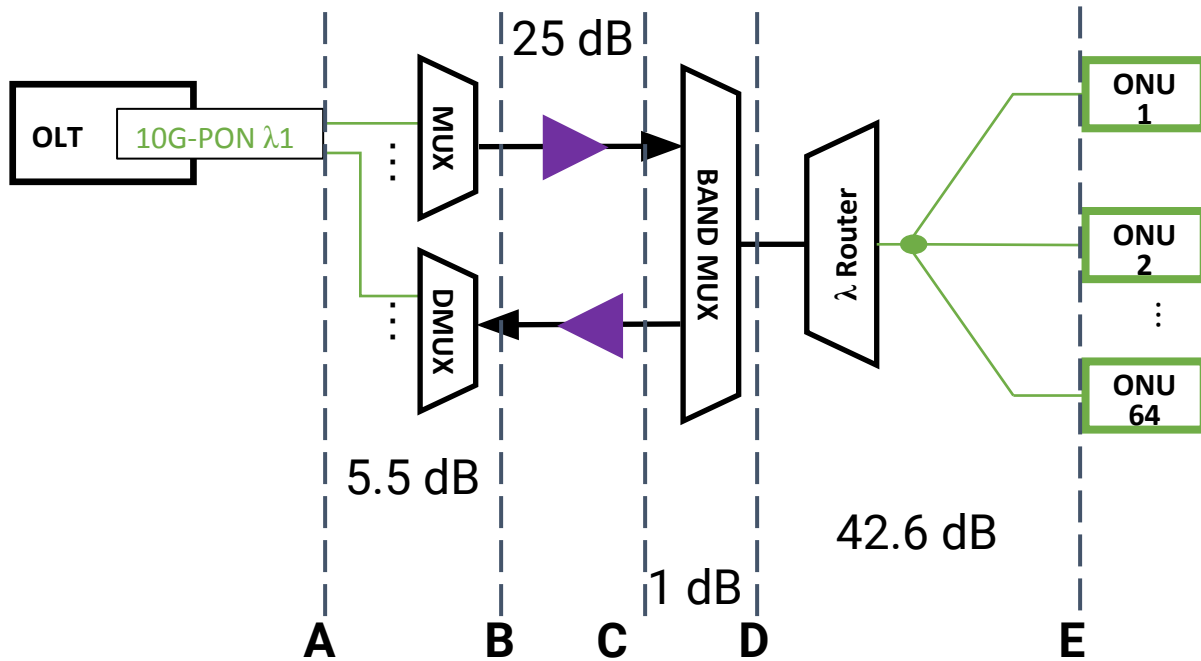 25 dB
OLT
10G-PON λ1
MUX
...
BAND MUX
λ Router
ONU
1
ONU
2
...
ONU
64
DMUX
...
5.5 dB
42.6 dB
1 dB
A
B
C
D
E